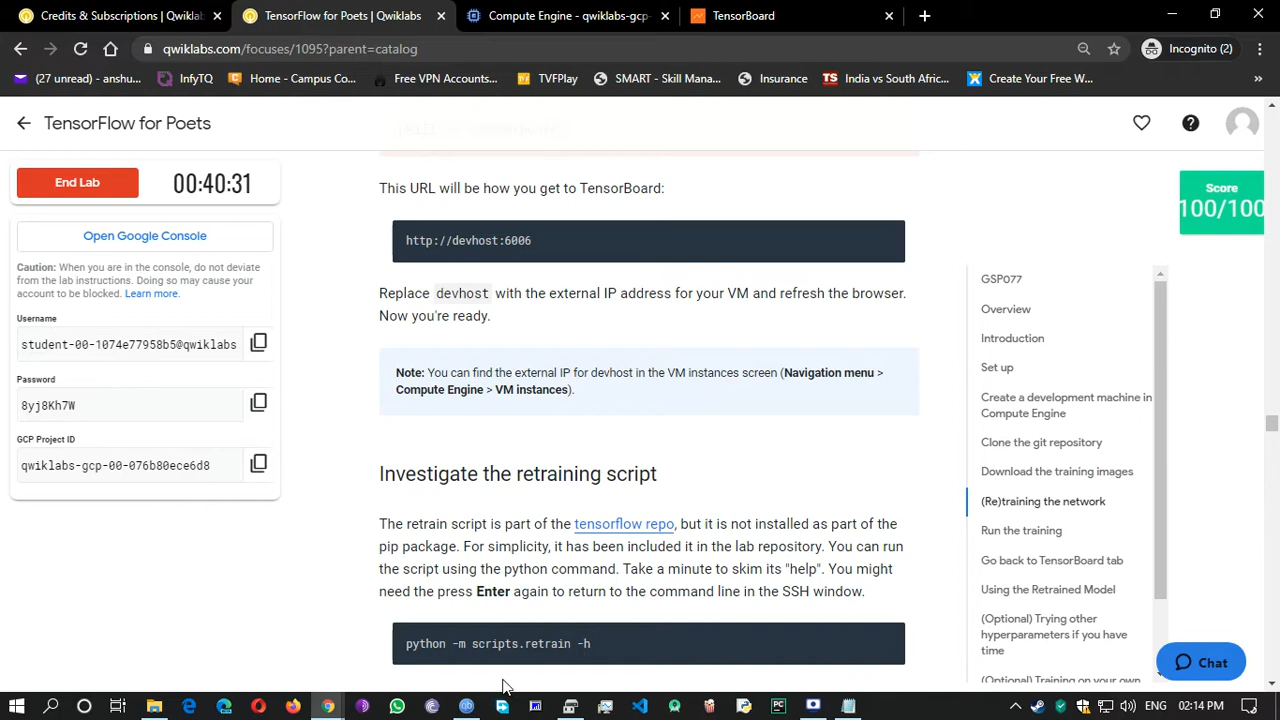 Credits & Subscriptions | Qwiklabs
TensorFlow for Poets | Qwiklabs
Compute Engine - qwiklabs-gcp-
TensorBoard
qwiklabs.com/focuses/1095?parent=catalog
Incognito (2)
(27 unread) - anshu...
InfyTQ
Home - Campus Co...
Free VPN Accounts...
TVFPlay
SMART - Skill Mana...
Insurance
TS India vs South Afric...
Create Your Free W...
TensorFlow for Poets
End Lab
00:40:31
Open Google Console
Caution: When you are in the console, do not deviate
from the lab instructions. Doing so may cause your
account to be blocked. Learn more.
Username
student-00-1074e77958b5@qwiklabs
Password
8yj8Kh7W
GCP Project ID
qwiklabs-gcp-00-076b80ece6d8
This URL will be how you get to TensorBoard:
http://devhost:6006
Replace devhost with the external IP address for your VM and refresh the browser.
Now you're ready.
Note: You can find the external IP for devhost in the VM instances screen (Navigation menu >
Compute Engine > VM instances).
Investigate the retraining script
The retrain script is part of the tensorflow repo, but it is not installed as part of the
pip package. For simplicity, it has been included it in the lab repository. You can run
the script using the python command. Take a minute to skim its "help". You might
need the press Enter again to return to the command line in the SSH window.
python -m scripts.retrain -h
Score
100/100
GSP077
Overview
Introduction
Set up
Create a development machine in
Compute Engine
Clone the git repository
Download the training images
(Re)training the network
Run the training
Go back to TensorBoard tab
Using the Retrained Model
(Optional) Trying other
hyperparameters if you have
time
(Optional) Training on your own
Chat
ENG
02:14 PM